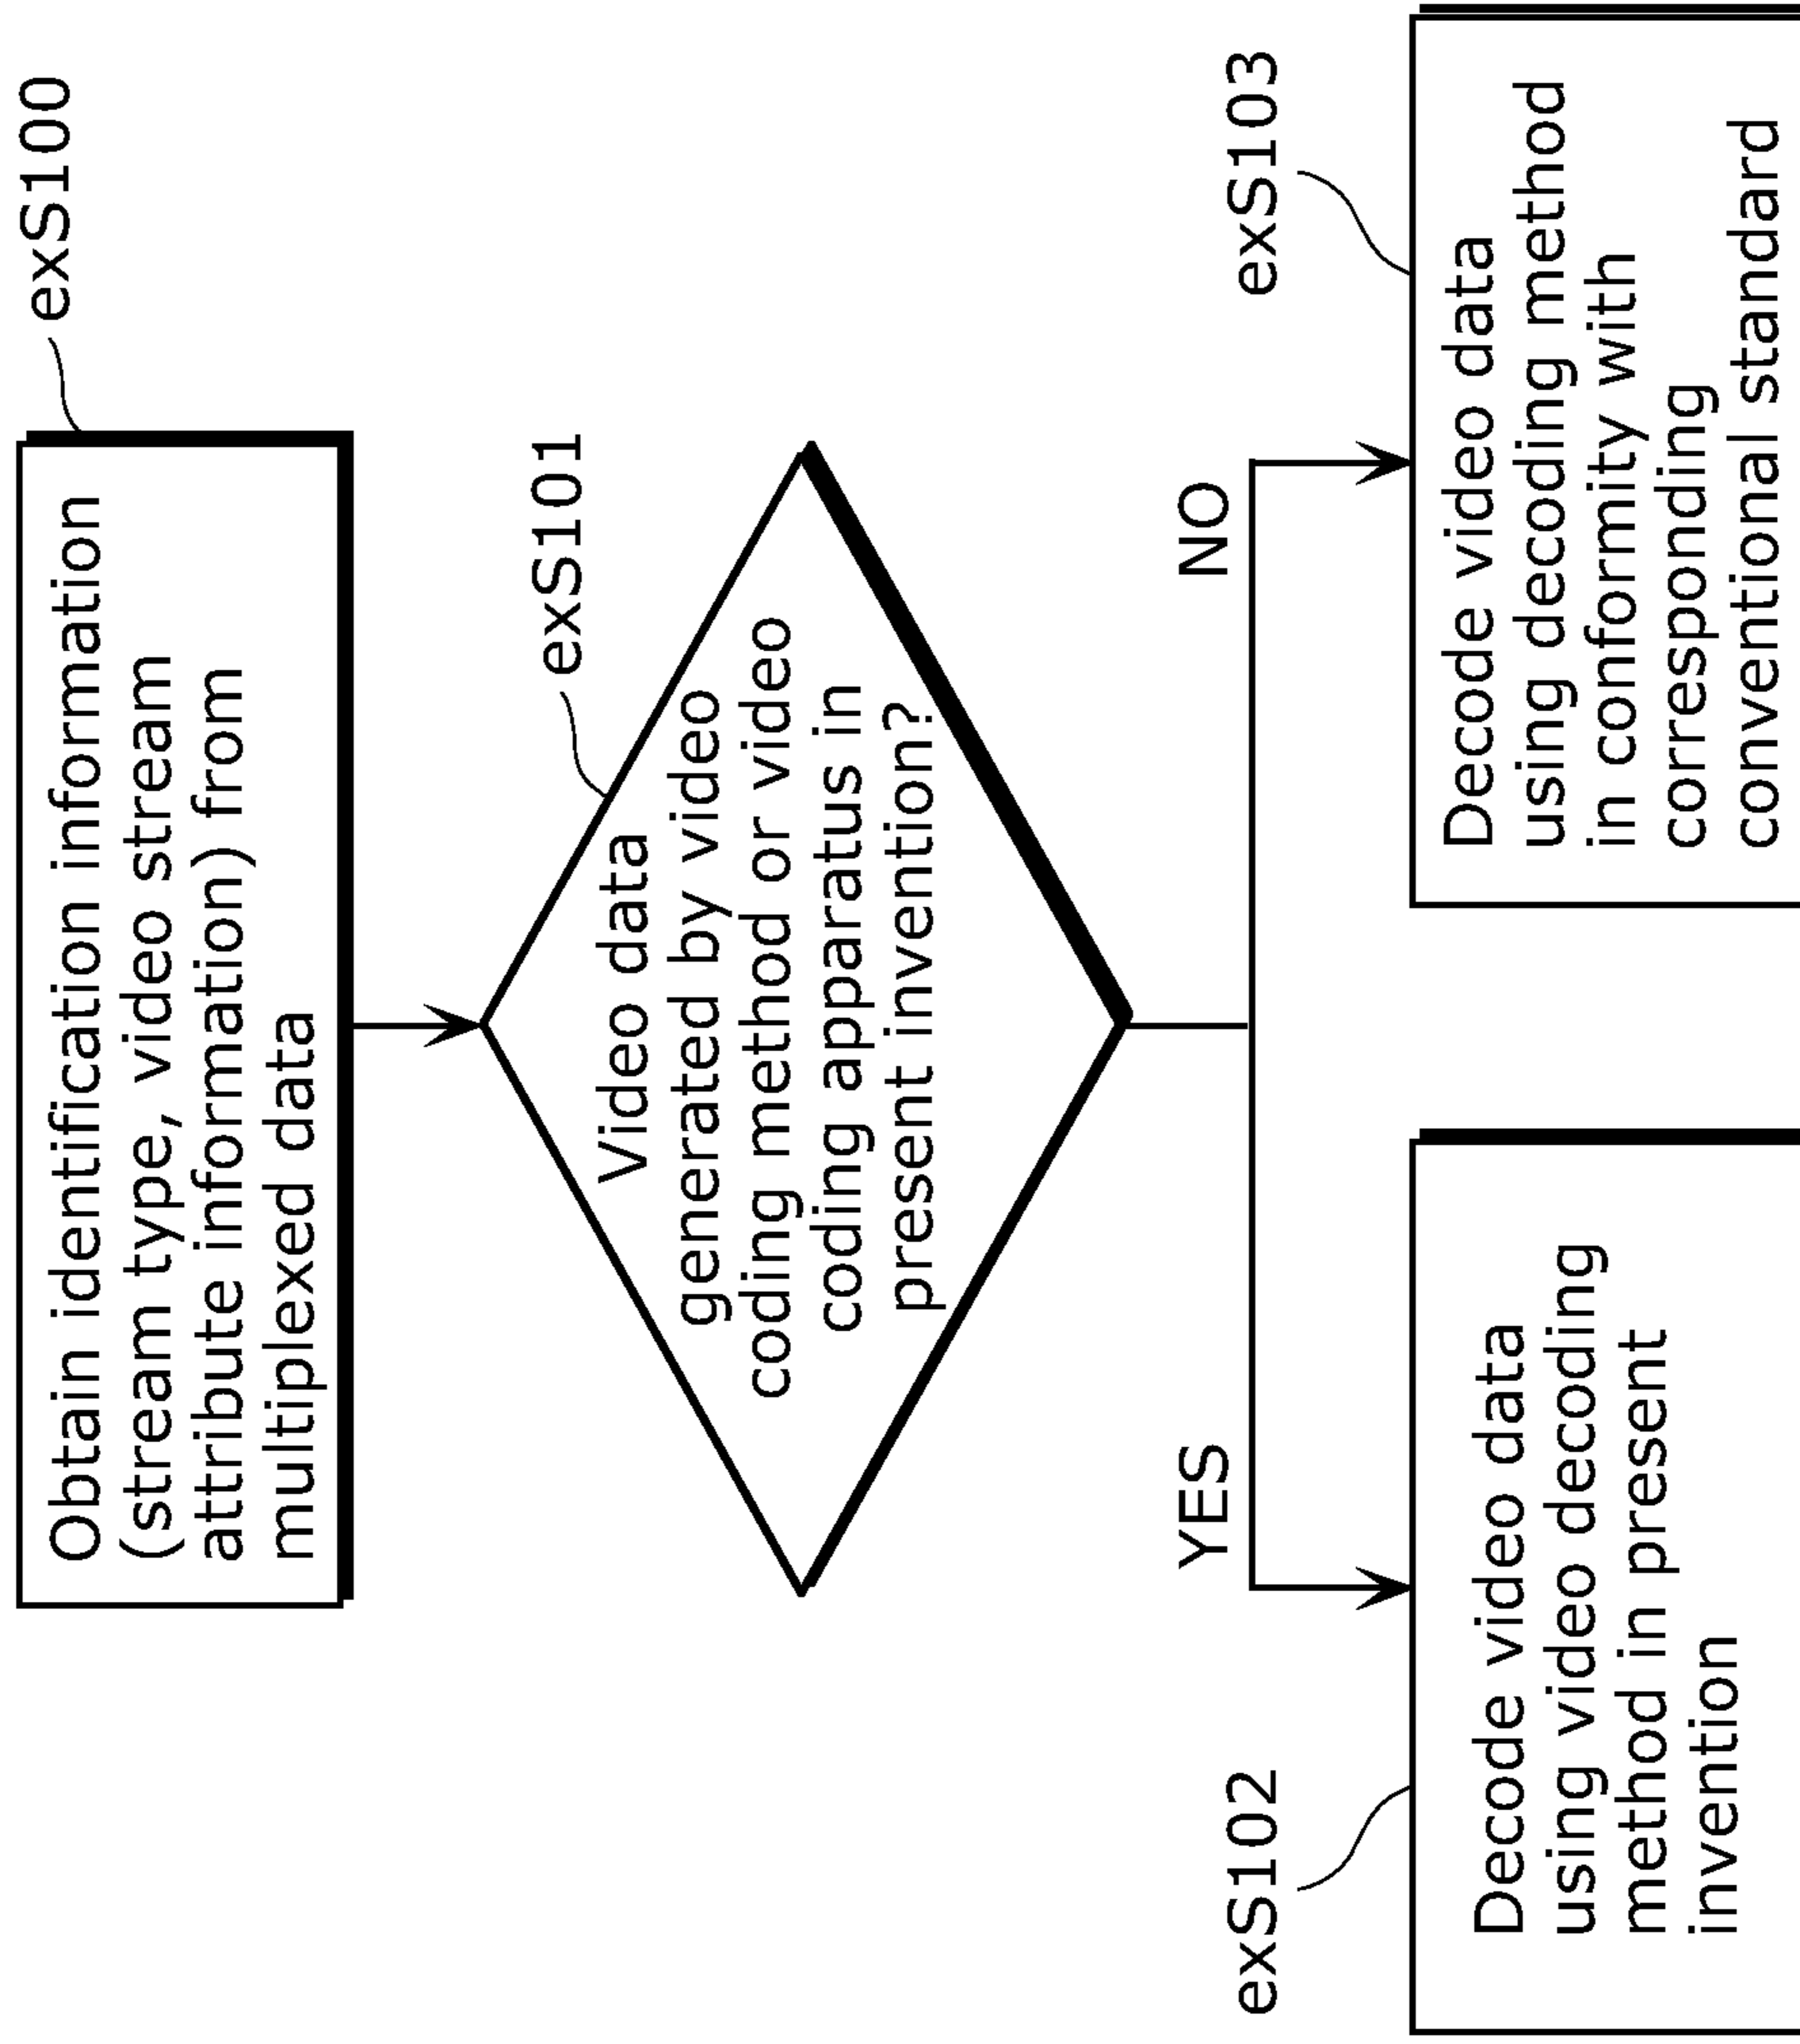 exS100
Obtain identification information
(stream type, video stream
attribute information) from
multiplexed data
exS101
Video data
generated by video
coding method or video
coding apparatus in
present invention?
YES
NO
exS102
Decode video data
using video decoding
method in present
invention
exS103
Decode video data
using decoding method
in conformity with
corresponding
conventional standard